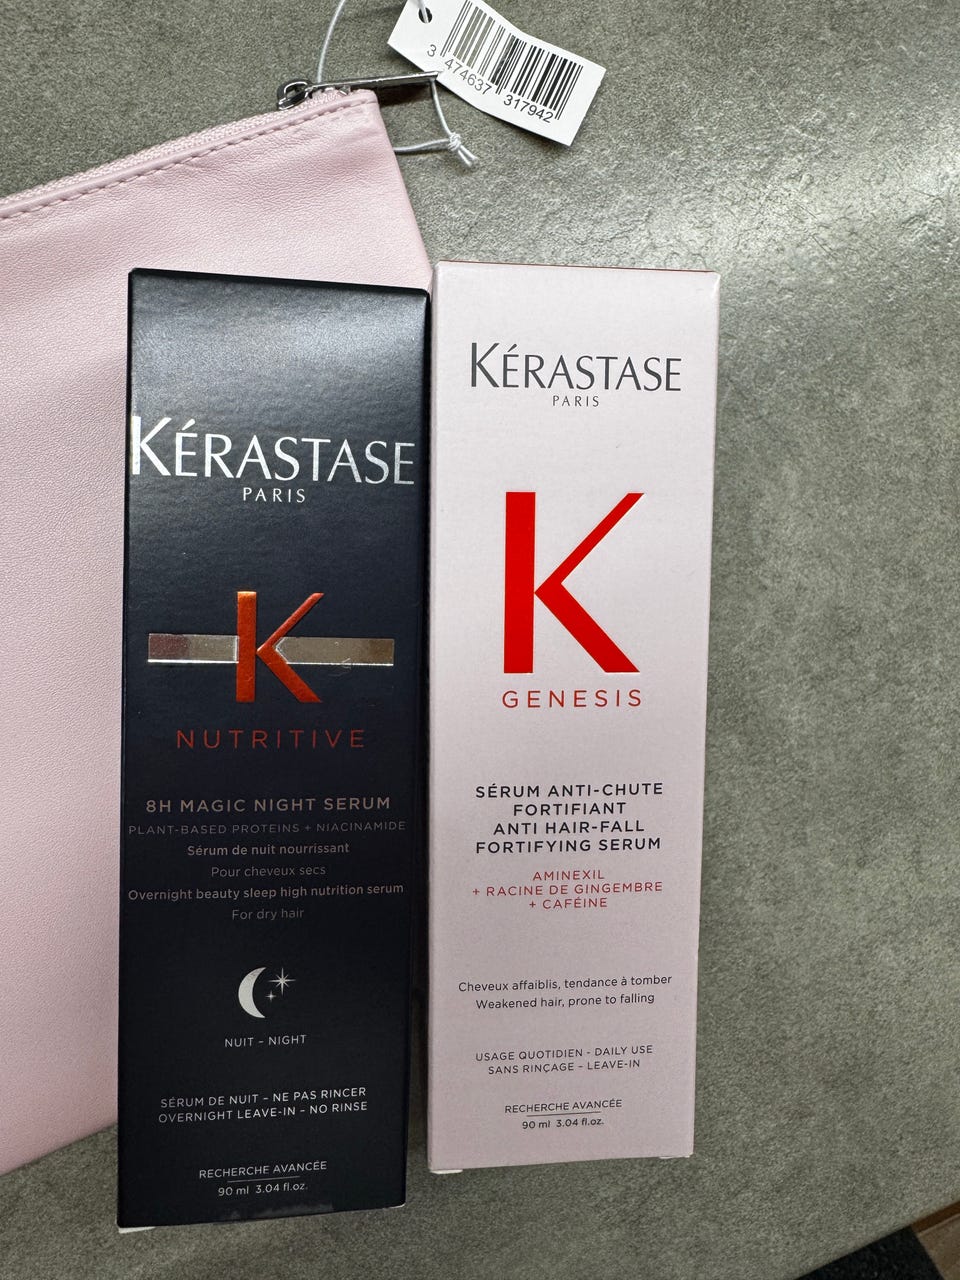 3 474637 317942
KÉRASTASE
PARIS
K
NUTRITIVE
8H MAGIC NIGHT SERUM
PLANT-BASED PROTEINS + NIACINAMIDE
Sérum de nuit nourrissant
Pour cheveux secs
Overnight beauty sleep high nutrition serum
For dry hair
NUIT – NIGHT
SÉRUM DE NUIT – NE PAS RINCER
OVERNIGHT LEAVE-IN – NO RINSE
RECHERCHE AVANCÉE
90 ml 3.04 fl.oz.
KÉRASTASE
PARIS
K
GENESIS
SÉRUM ANTI-CHUTE
FORTIFIANT
ANTI HAIR-FALL
FORTIFYING SERUM
AMINEXIL
+ RACINE DE GINGEMBRE
+ CAFÉINE
Cheveux affaiblis, tendance à tomber
Weakened hair, prone to falling
USAGE QUOTIDIEN - DAILY USE
SANS RINÇAGE – LEAVE-IN
RECHERCHE AVANCÉE
90 ml 3.04 fl.oz.